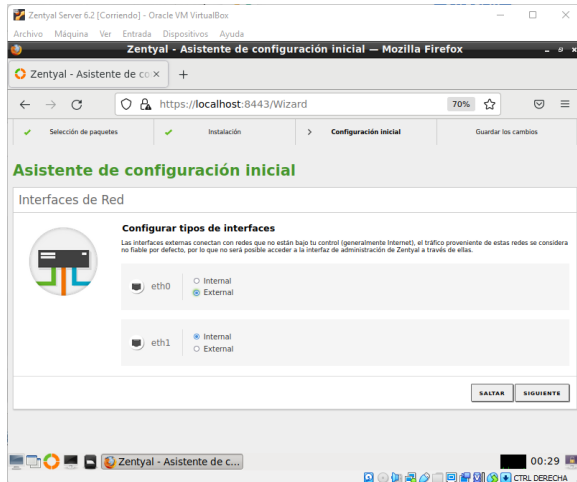 Zentyal Server 6.2 [Corriendo] - Oracle VM VirtualBox
Archivo Máquina Ver Entrada Dispositivos Ayuda
Zentyal - Asistente de configuración inicial — Mozilla Firefox
Zentyal - Asistente de co
https://localhost:8443/Wizard
70%
Selección de paquetes
Instalación
Configuración inicial
Guardar los cambios
Asistente de configuración inicial
Interfaces de Red
Configurar tipos de interfaces
Las interfaces externas conectan con redes que no están bajo tu control (generalmente Internet), el tráfico proveniente de estas redes se considera
no fiable por defecto, por lo que no será posible acceder a la interfaz de administración de Zentyal a través de ellas.
eth0
Internal
External
eth1
Internal
External
SALTAR
SIGUIENTE
Zentyal - Asistente de c...
00:29
CTRL DERECHA